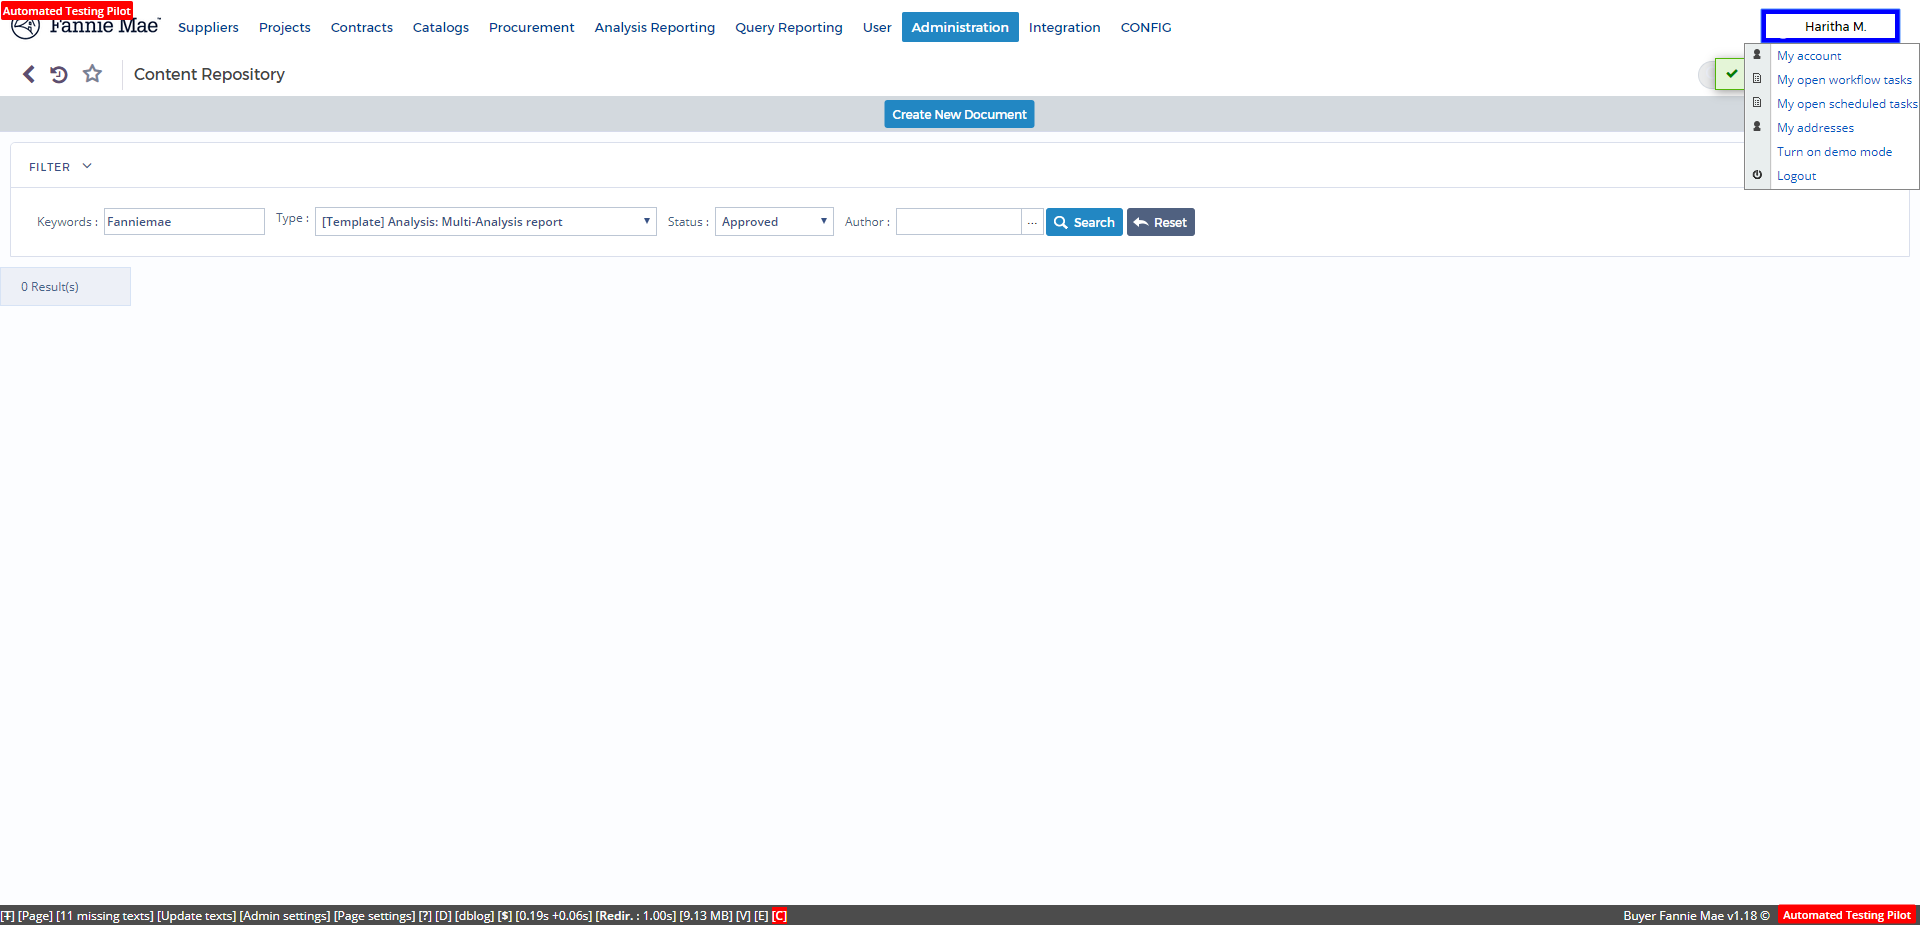 Automated Testing Pilot
Fannie Mae
Suppliers Projects Contracts Catalogs Procurement Analysis Reporting Query Reporting User Administration Integration CONFIG
Haritha M.
Content Repository
My account
My open workflow tasks
My open scheduled tasks
My addresses
Turn on demo mode
Logout
Create New Document
FILTER
Keywords : Fanniemae Type : [Template] Analysis: Multi-Analysis report Status : Approved Author : ... Search Reset
0 Result(s)
[T] [Page] [11 missing texts] [Update texts] [Admin settings] [Page settings] [?] [D] [dblog] [$] [0.19s +0.06s] [Redir. : 1.00s] [9.13 MB] [V] [E] [C]
Buyer Fannie Mae v1.18 © Automated Testing Pilot